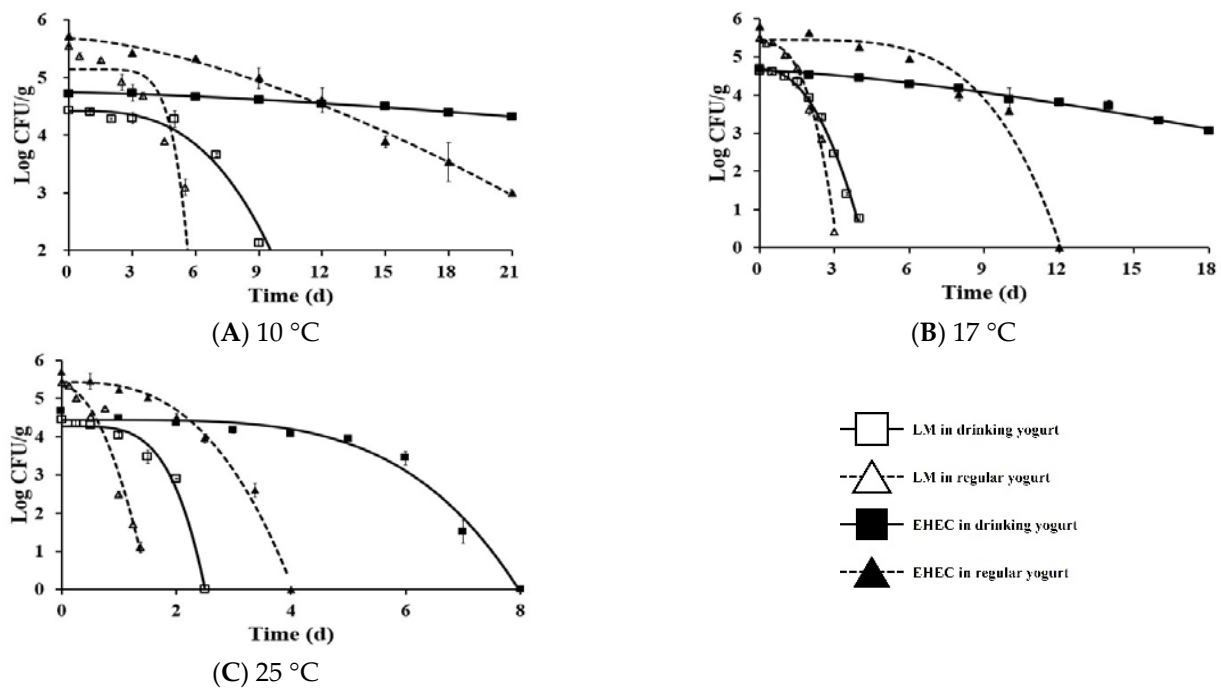 6
5
4
3
2
Log CFU/g
0 3 6 9 12 15 18 21
Time (d)
(A) 10 °C
6
5
4
3
2
1
0
Log CFU/g
0 3 6 9 12 15 18
Time (d)
(B) 17 °C
6
5
4
3
2
1
0
Log CFU/g
0 2 4 6 8
Time (d)
(C) 25 °C
LM in drinking yogurt
LM in regular yogurt
EHEC in drinking yogurt
EHEC in regular yogurt